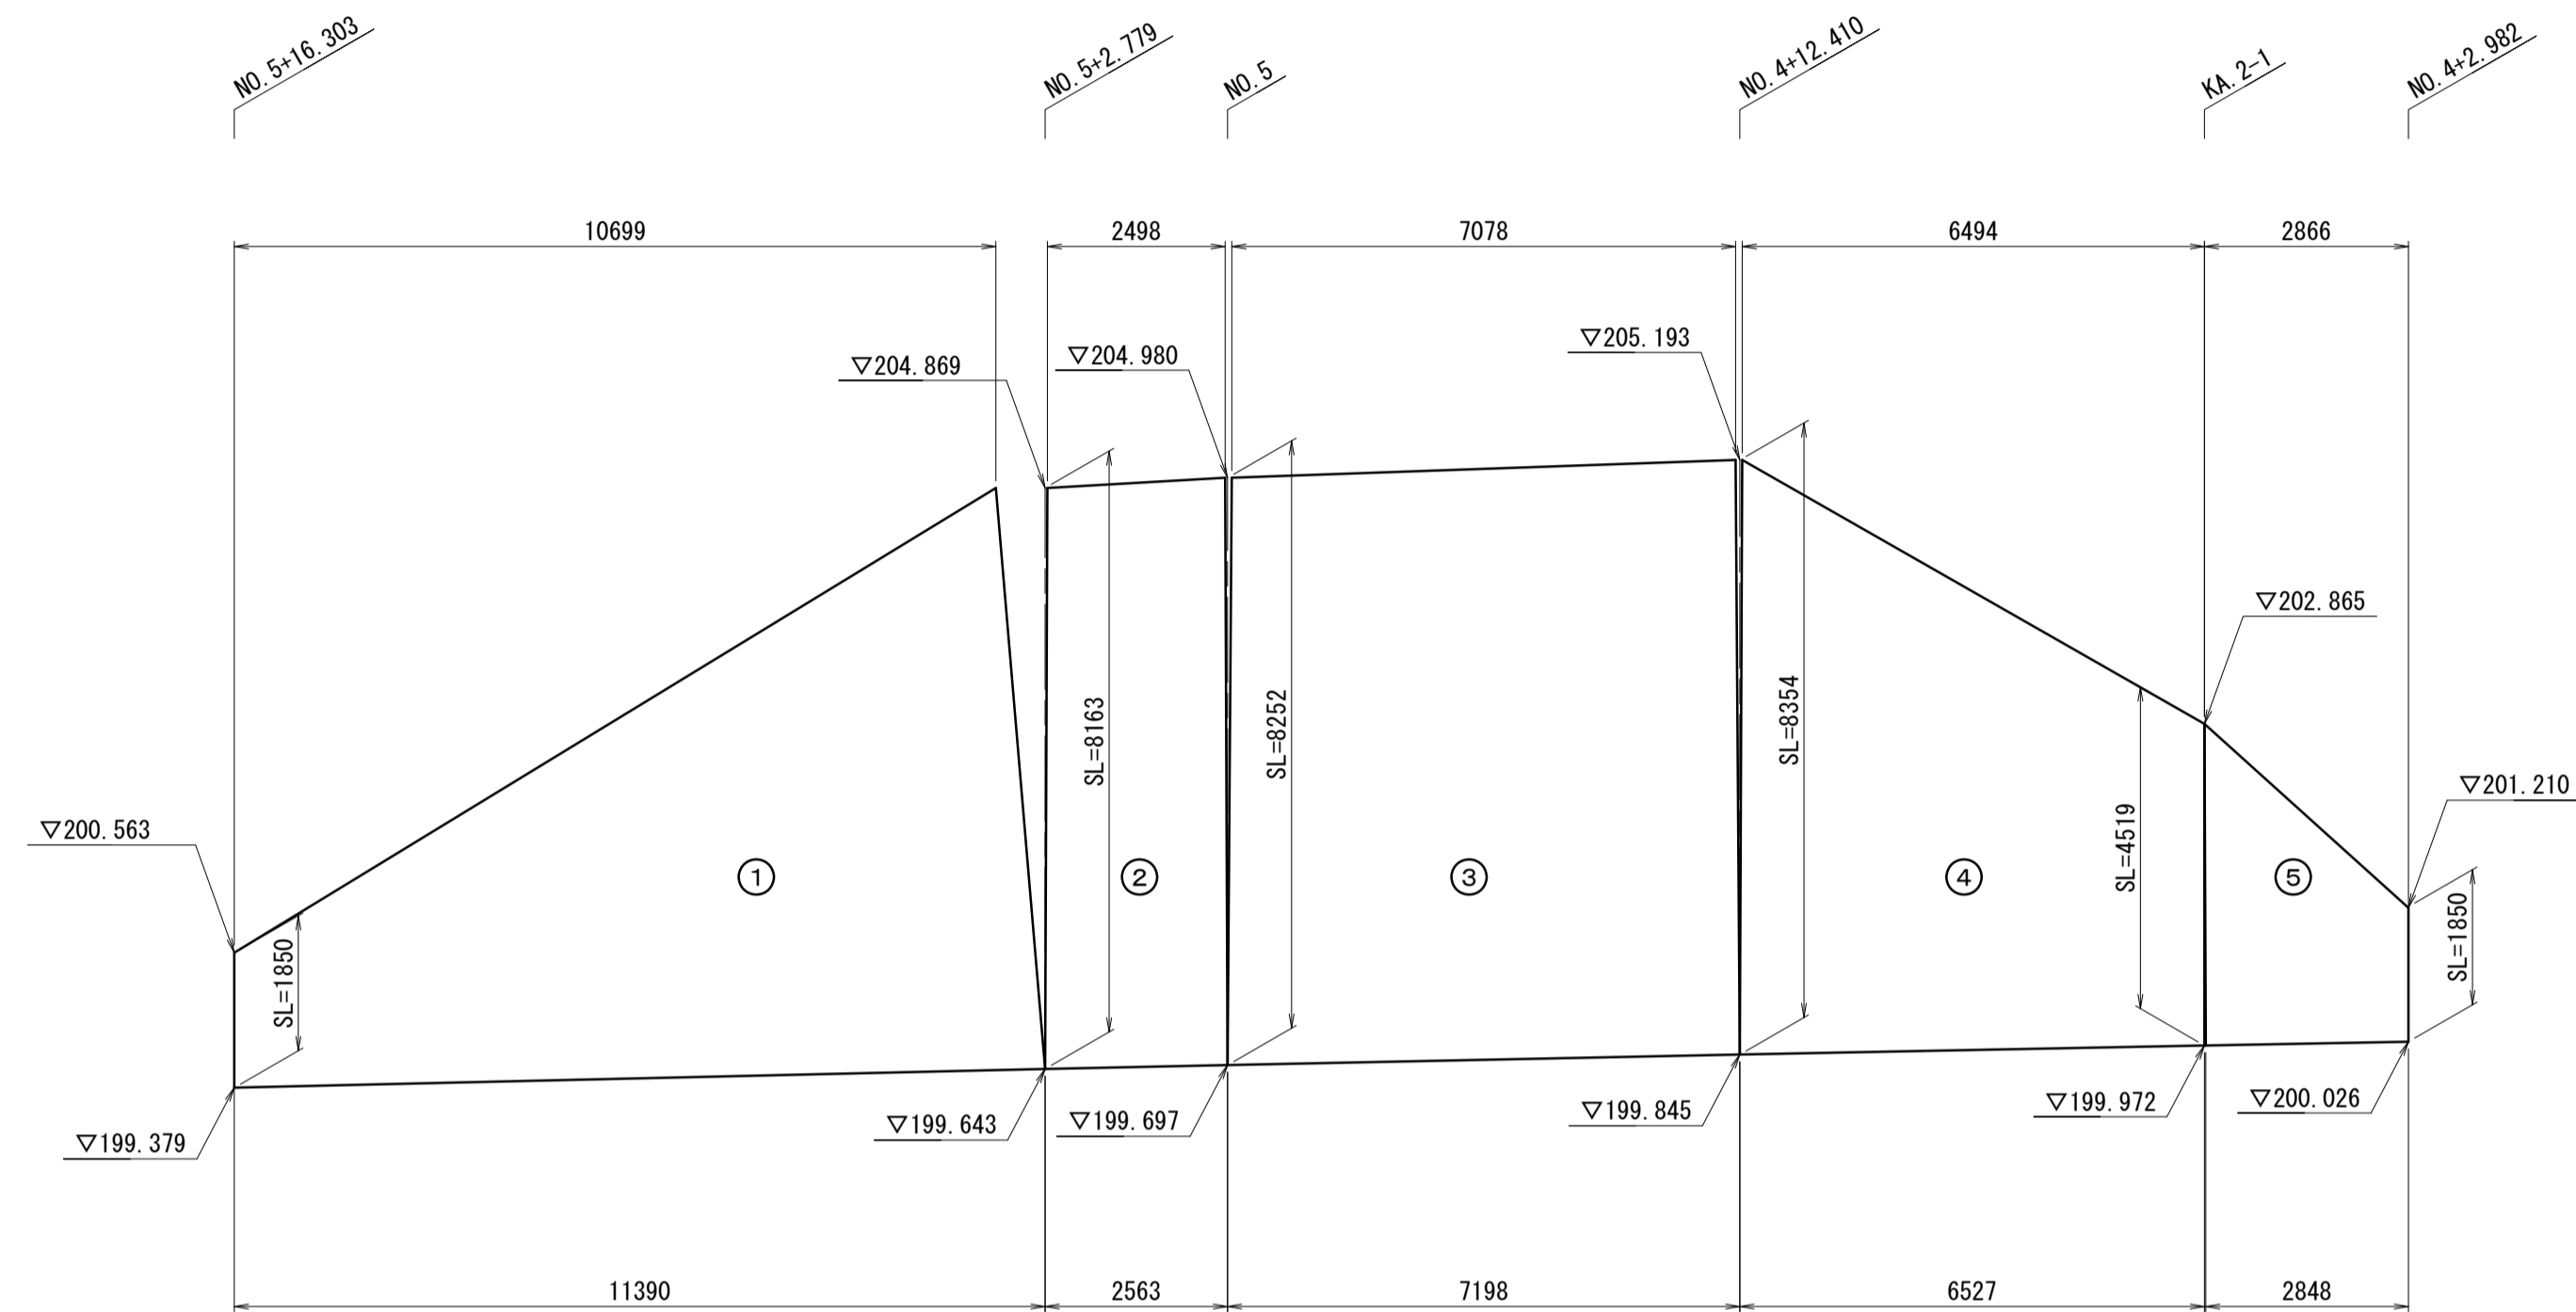 NO. 5+16. 303
NO. 5+2. 779
NO. 5
NO. 4+12. 410
KA. 2-1
NO. 4+2. 982
10699
2498
7078
6494
2866
▽204. 869
▽204. 980
▽205. 193
▽202. 865
▽201. 210
▽200. 563
SL=8163
SL=8252
SL=8354
SL=4519
SL=1850
SL=1850
①
②
③
④
⑤
▽199. 379
▽199. 643
▽199. 697
▽199. 845
▽199. 972
▽200. 026
11390
2563
7198
6527
2848